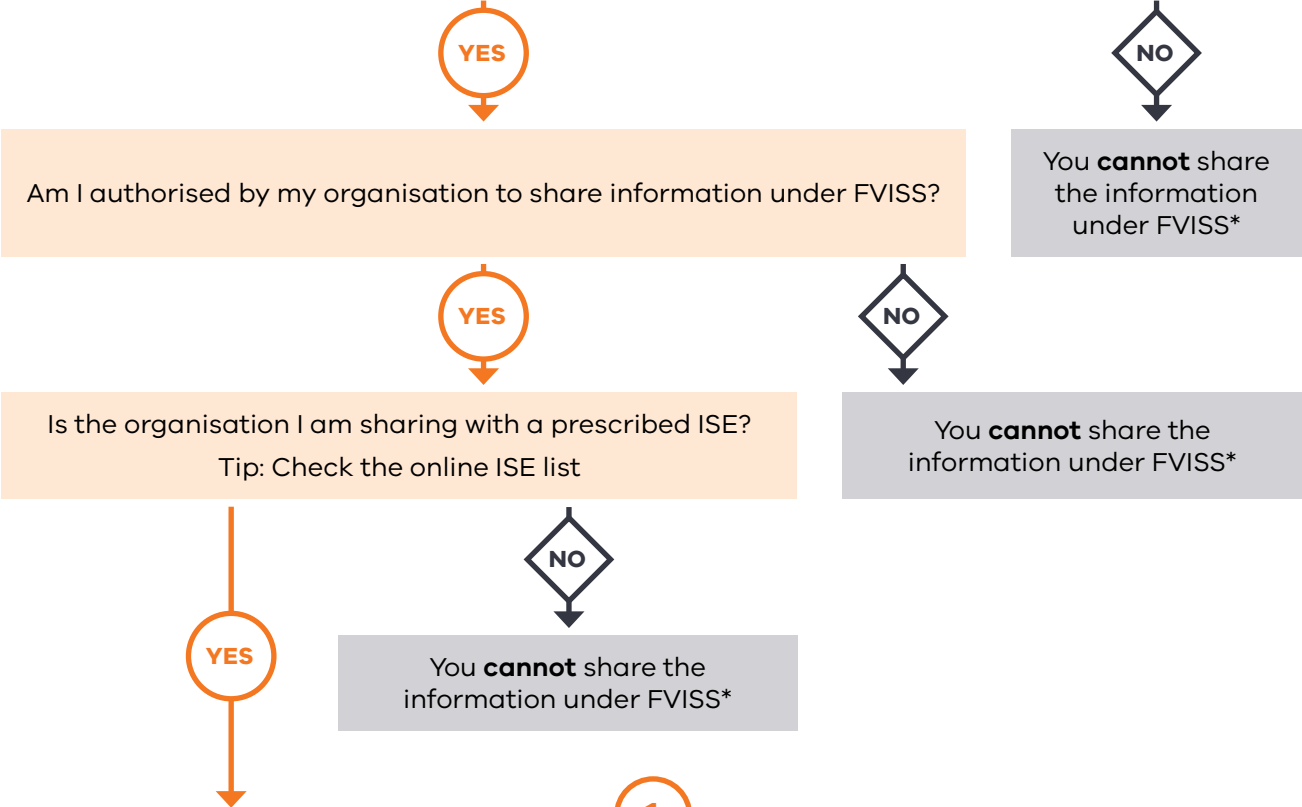 YES
NO
Am I authorised by my organisation to share information under FVISS?
You cannot share
the information
under FVISS*
YES
NO
Is the organisation I am sharing with a prescribed ISE?
Tip: Check the online ISE list
You cannot share the
information under FVISS*
NO
YES
You cannot share the
information under FVISS*